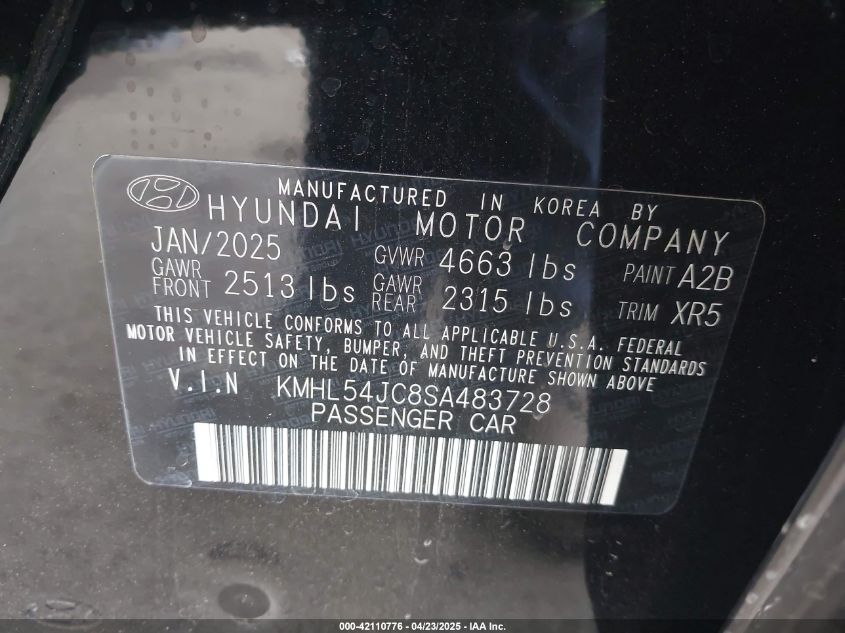 MANUFACTURED IN KOREA BY
HYUNDAI MOTOR COMPANY
JAN/2025 GVWR 4663 lbs PAINT A2B
GAWR FRONT 2513 lbs GAWR REAR 2315 lbs TRIM XR5
THIS VEHICLE CONFORMS TO ALL APPLICABLE U.S.A. FEDERAL
MOTOR VEHICLE SAFETY, BUMPER, AND THEFT PREVENTION STANDARDS
IN EFFECT ON THE DATE OF MANUFACTURE SHOWN ABOVE
V.I.N KMHL54JC8SA483728
PASSENGER CAR
000-42110776 - 04/23/2025 - IAA Inc.